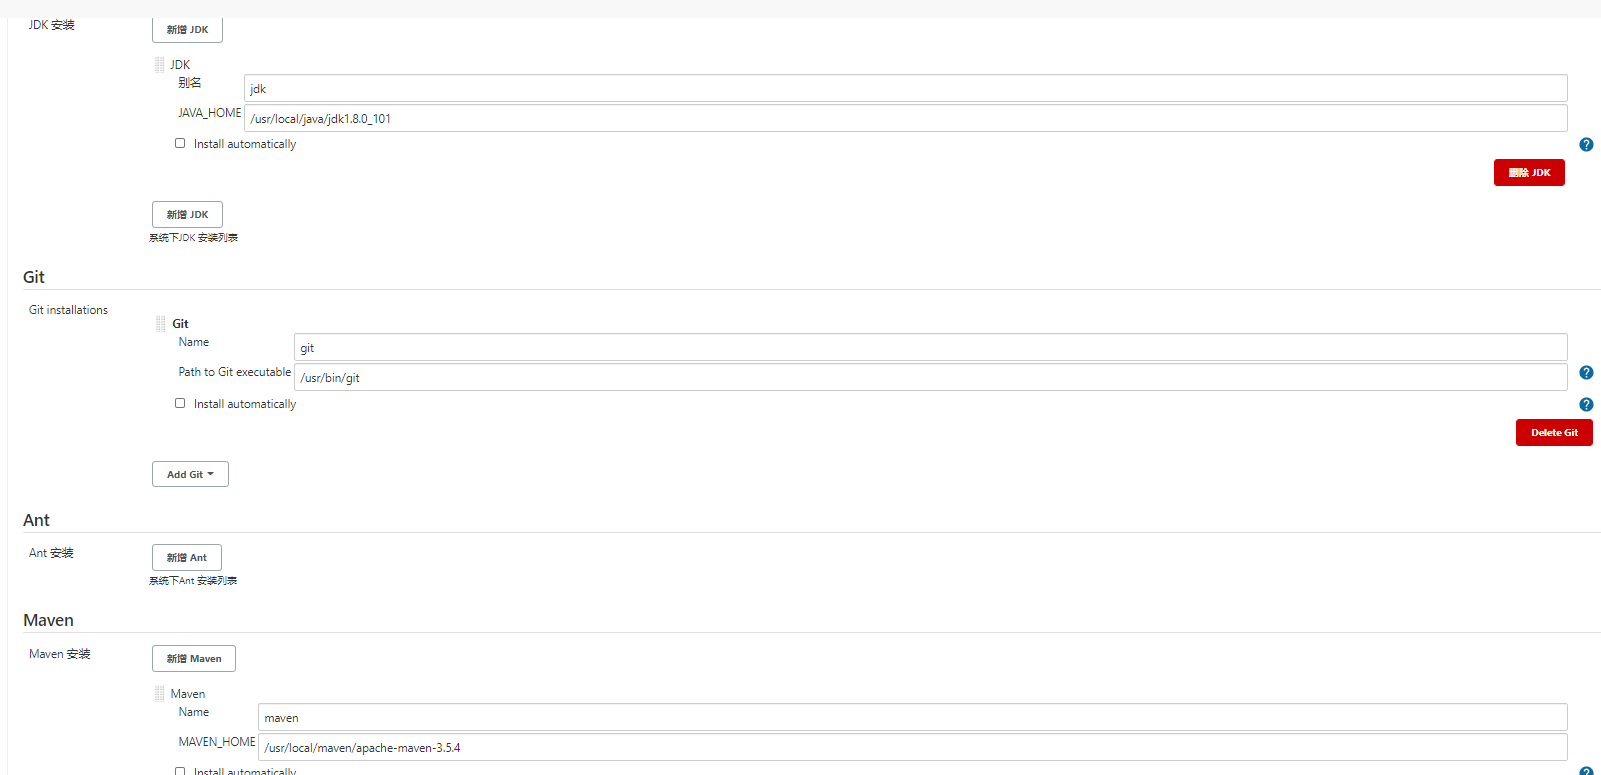 JDK 安装
新增 JDK
JDK
别名
jdk
JAVA_HOME
/usr/local/java/jdk1.8.0_101
Install automatically
?
删除 JDK
新增 JDK
系统下JDK 安装列表
Git
Git installations
Git
Name
git
Path to Git executable
/usr/bin/git
?
Install automatically
?
Delete Git
Add Git
Ant
Ant 安装
新增 Ant
系统下Ant 安装列表
Maven
Maven 安装
新增 Maven
Maven
Name
maven
MAVEN_HOME
/usr/local/maven/apache-maven-3.5.4
Install automatically
?